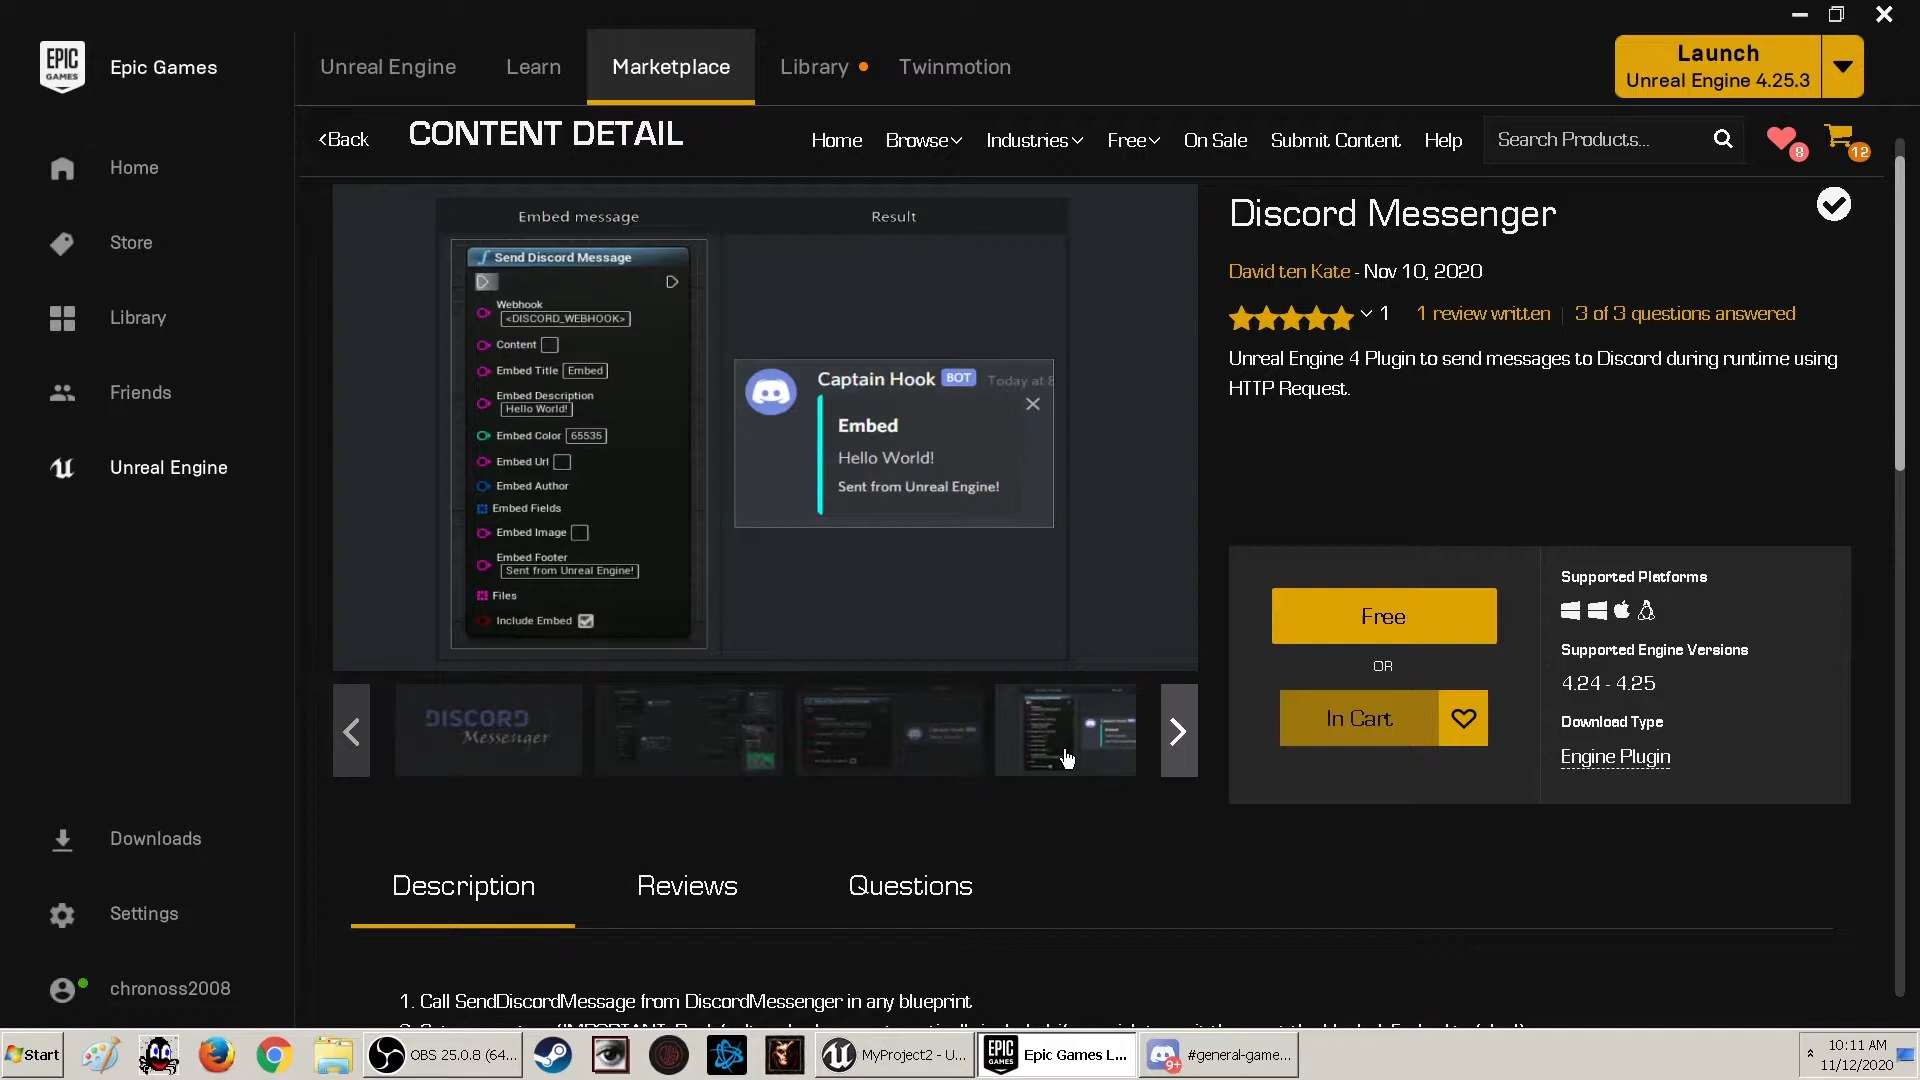 EPIC GAMES
Epic Games
Unreal Engine
Learn
Marketplace
Library
Twinmotion
Launch
Unreal Engine 4.25.3
Back
CONTENT DETAIL
Home
Browse
Industries
Free
On Sale
Submit Content
Help
Search Products...
8
12
Home
Store
Library
Friends
Unreal Engine
Downloads
Settings
chronoss2008
Embed message
Result
Send Discord Message
Webhook
<DISCORD_WEBHOOK>
Content
Embed Title Embed
Embed Description
Hello World!
Embed Color 65535
Embed Url
Embed Author
Embed Fields
Embed Image
Embed Footer
Sent from Unreal Engine!
Files
Include Embed
Captain Hook BOT Today at 8
Embed
Hello World!
Sent from Unreal Engine!
DISCORD
Messenger
Discord Messenger
David ten Kate - Nov 10, 2020
1
1 review written
3 of 3 questions answered
Unreal Engine 4 Plugin to send messages to Discord during runtime using
HTTP Request.
Free
OR
In Cart
Supported Platforms
Supported Engine Versions
4.24 - 4.25
Download Type
Engine Plugin
Description
Reviews
Questions
1. Call SendDiscordMessage from DiscordMessenger in any blueprint
Start
OBS 25.0.8 (64...
MyProject2 - U...
EPIC GAMES
Epic Games L...
9+
#general-game...
10:11 AM
11/12/2020